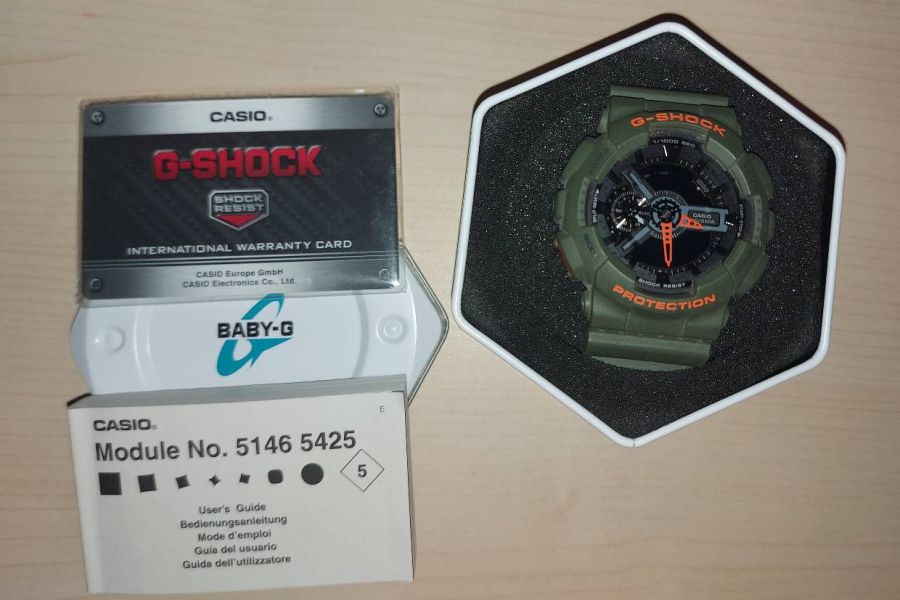 CASIO®
G-SHOCK
SHOCK
RESIST
INTERNATIONAL WARRANTY CARD
CASIO Europe GmbH
CASIO Electronics Co., Ltd.
BABY-G
CASIO®
E
Module No. 5146 5425
5
User's Guide
Bedienungsanleitung
Mode d'emploi
Guía del usuario
Guida dell'utilizzatore
G-SHOCK
1/1000 SEC
CASIO
SHOCK RESIST
PROTECTION